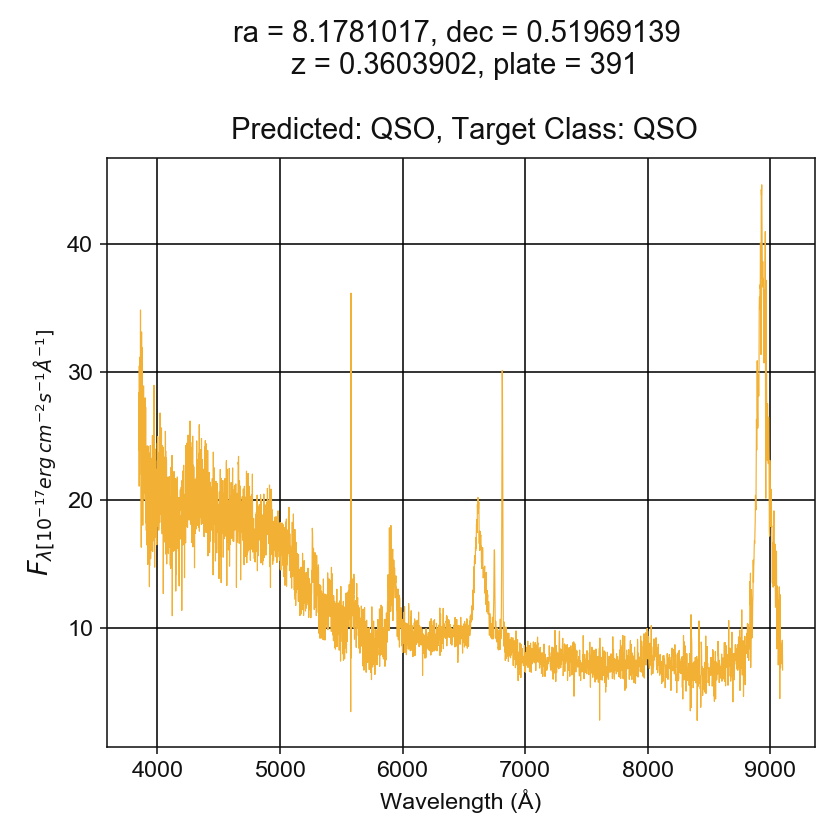 ra = 8.1781017, dec = 0.51969139
z = 0.3603902, plate = 391
Predicted: QSO, Target Class: QSO
40
30
20
10
F_{λ[10^{−17} erg cm^{−2}s^{−1}Å^{−1}]}
4000 5000 6000 7000 8000 9000
Wavelength (Å)